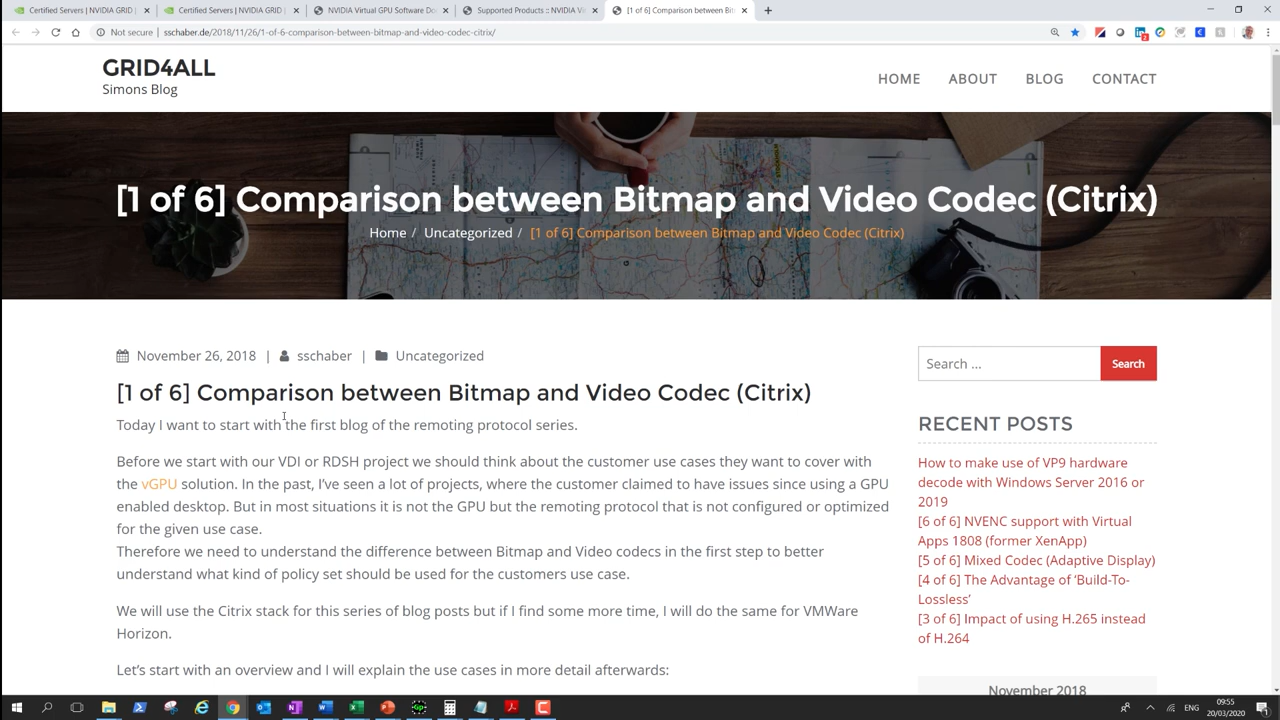 Certified Servers | NVIDIA GRID |
Certified Servers | NVIDIA GRID |
NVIDIA Virtual GPU Software Do
Supported Products :: NVIDIA Vi
[1 of 6] Comparison between Bit
Not secure | sschaber.de/2018/11/26/1-of-6-comparison-between-bitmap-and-video-codec-citrix/
GRID4ALL
Simons Blog
HOME
ABOUT
BLOG
CONTACT
[1 of 6] Comparison between Bitmap and Video Codec (Citrix)
Home / Uncategorized / [1 of 6] Comparison between Bitmap and Video Codec (Citrix)
November 26, 2018 | sschaber | Uncategorized
[1 of 6] Comparison between Bitmap and Video Codec (Citrix)
Today I want to start with the first blog of the remoting protocol series.
Before we start with our VDI or RDSH project we should think about the customer use cases they want to cover with
the vGPU solution. In the past, I've seen a lot of projects, where the customer claimed to have issues since using a GPU
enabled desktop. But in most situations it is not the GPU but the remoting protocol that is not configured or optimized
for the given use case.
Therefore we need to understand the difference between Bitmap and Video codecs in the first step to better
understand what kind of policy set should be used for the customers use case.
We will use the Citrix stack for this series of blog posts but if I find some more time, I will do the same for VMWare
Horizon.
Let's start with an overview and I will explain the use cases in more detail afterwards:
Search …
Search
RECENT POSTS
How to make use of VP9 hardware
decode with Windows Server 2016 or
2019
[6 of 6] NVENC support with Virtual
Apps 1808 (former XenApp)
[5 of 6] Mixed Codec (Adaptive Display)
[4 of 6] The Advantage of 'Build-To-
Lossless'
[3 of 6] Impact of using H.265 instead
of H.264
November 2018
ENG
09:55
20/03/2020